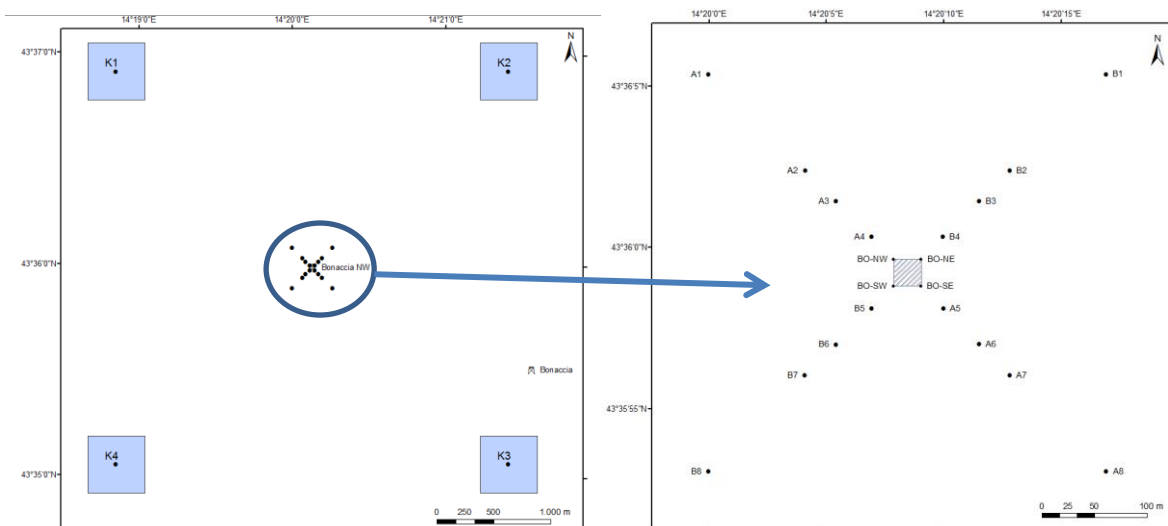 14°19'0"E 14°20'0"E 14°21'0"E
43°37'0"N
K1
K2
N
43°36'0"N
Bonaccia NW
Bonaccia
K4
K3
43°35'0"N
0 250 500 1.000 m
14°20'0"E 14°20'5"E 14°20'10"E 14°20'15"E
N
A1
B1
43°36'5"N
A2
B2
A3
B3
A4
B4
43°36'0"N
BO-NW
BO-NE
BO-SW
BO-SE
B5
A5
B6
A6
B7
A7
43°35'55"N
B8
A8
0 25 50 100 m